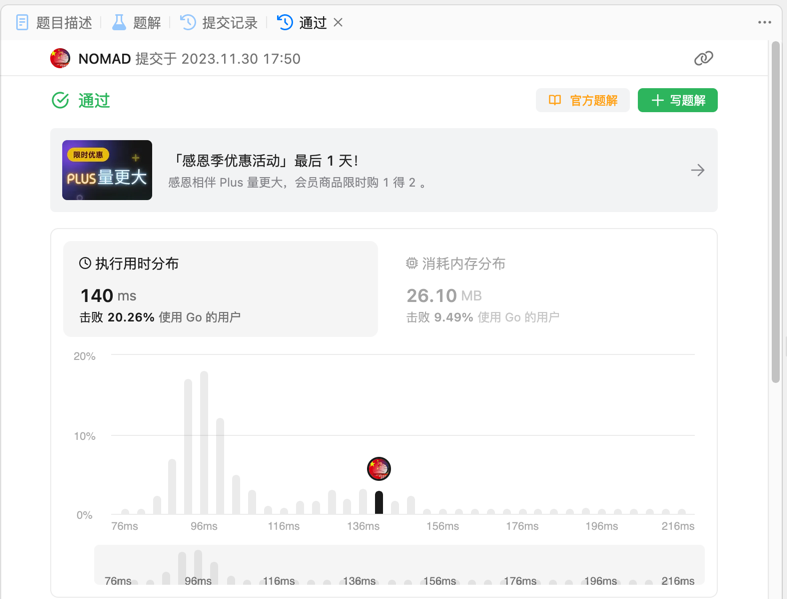 题目描述 题解 提交记录 通过
NOMAD 提交于 2023.11.30 17:50
通过 官方题解 写题解
限时优惠
PLUS量更大
「感恩季优惠活动」最后 1 天!
感恩相伴 Plus 量更大,会员商品限时购 1 得 2 。
执行用时分布 消耗内存分布
140 ms 26.10 MB
击败 20.26% 使用 Go 的用户 击败 9.49% 使用 Go 的用户
20%
10%
0%
76ms 96ms 116ms 136ms 156ms 176ms 196ms 216ms
76ms 96ms 116ms 136ms 156ms 176ms 196ms 216ms